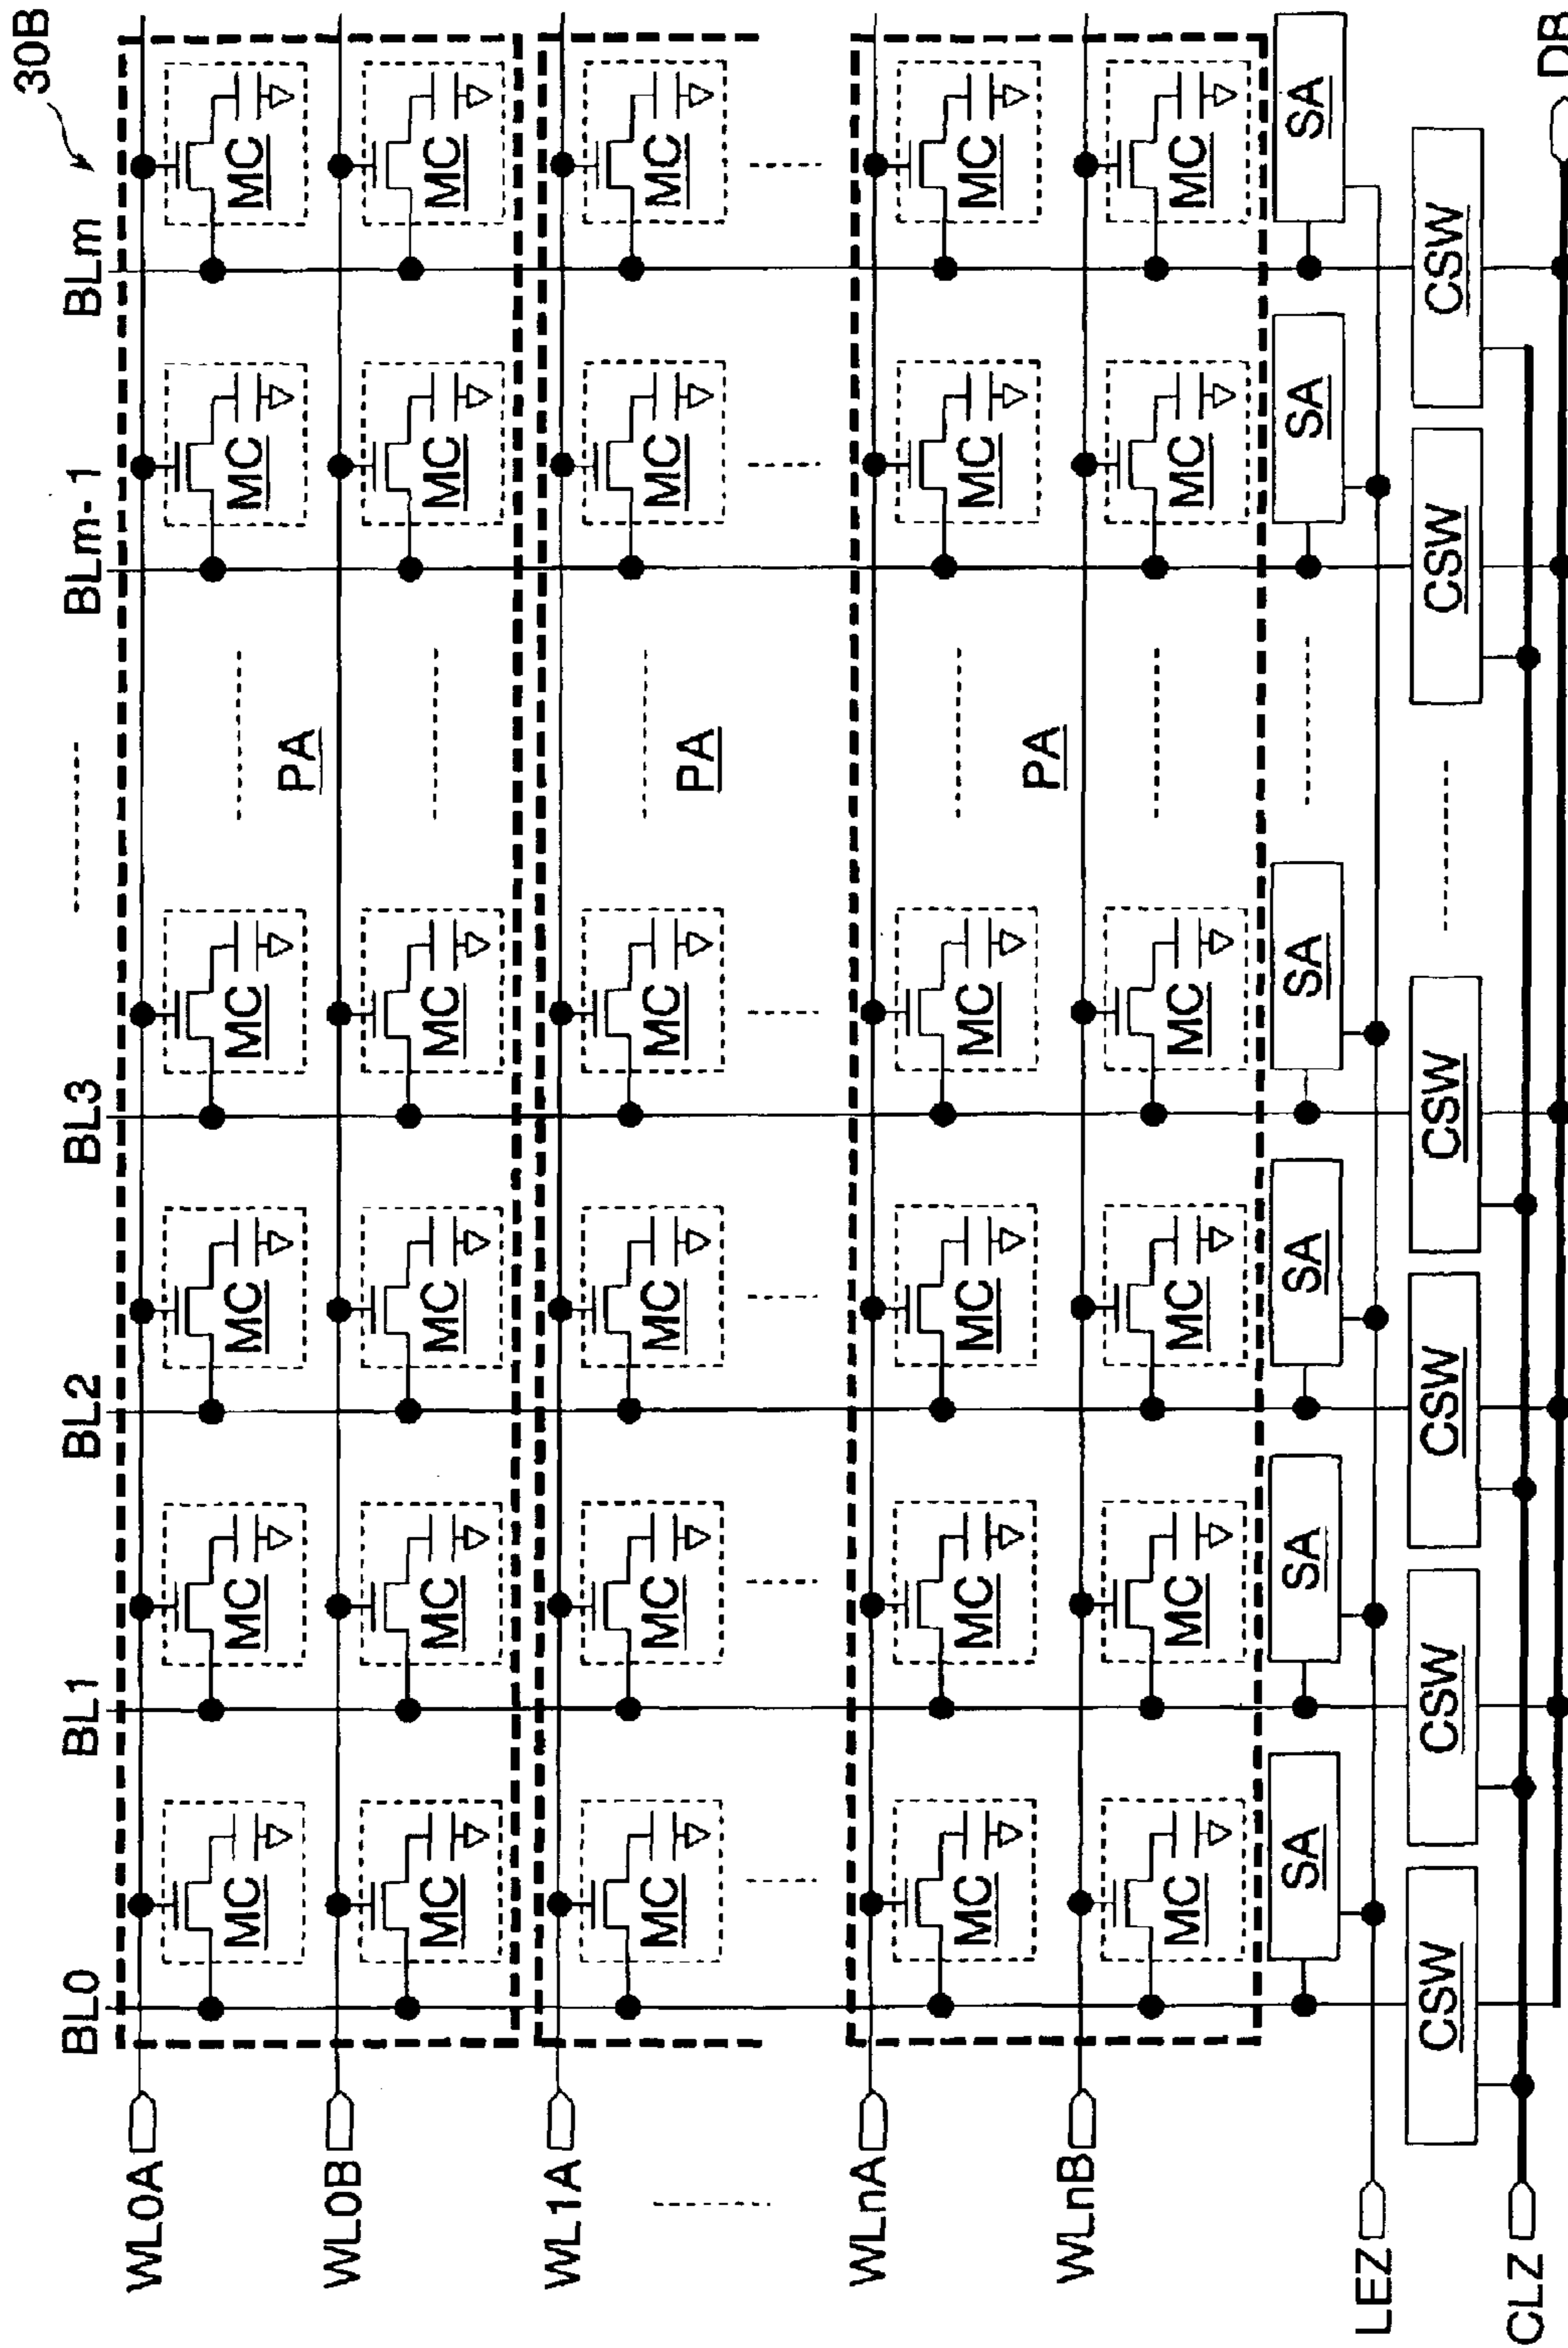 30B
BL0 BL1 BL2 BL3 BLm-1 BLm
WL0A MC MC MC MC MC MC
PA
WL0B MC MC MC MC MC MC
WL1A MC MC MC MC MC MC
PA
WLnA MC MC MC MC MC MC
PA
WLnB MC MC MC MC MC MC
SA SA SA SA SA SA
LEZ
CSW CSW CSW CSW CSW CSW
CLZ
DB